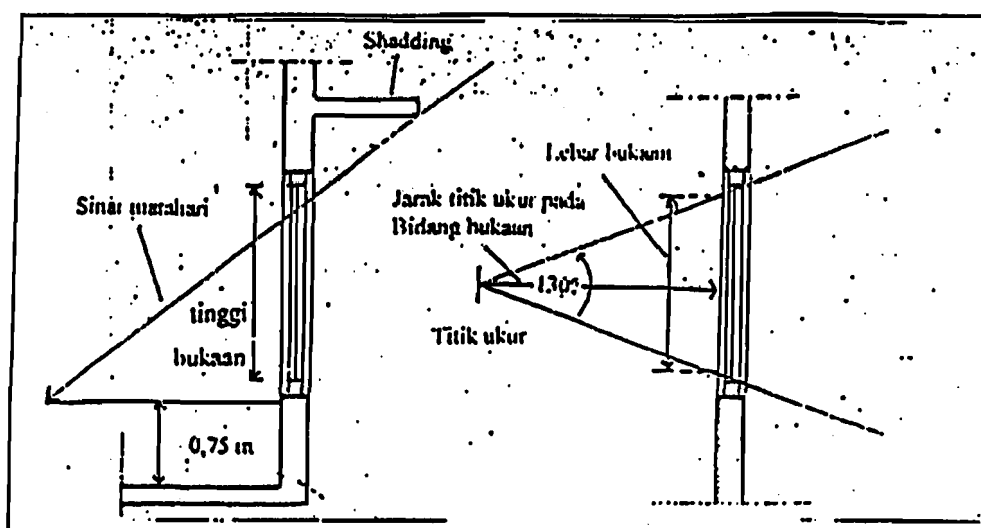 Shadding
Sinar matahari
tinggi
bukaan
0,75 m
Lebar bukaan
Jarak titik ukur pada
Bidang bukaan
130°
Titik ukur